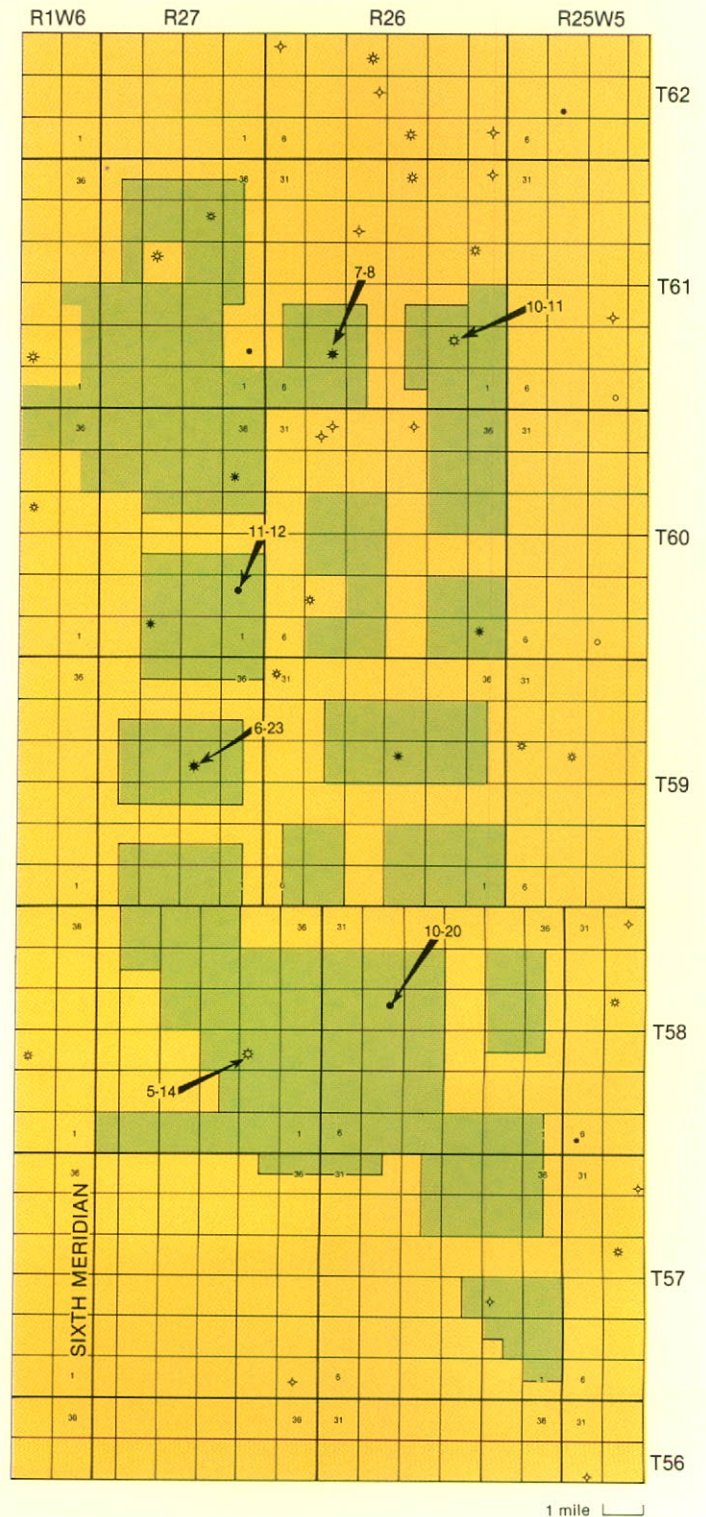 R1W6 R27 R26 R25W5
T62
1 1 6 6
36 36 31 31
7-8
T61
10-11
1 1 6 1 6
36 36 31 36 31
11-12
T60
1 1 6 6
36 36 31 36 31
6-23
T59
1 1 6
36 36 31 36 31
10-20
T58
5-14
1 1 6 6
36 36 31 36 31
SIXTH MERIDIAN
T57
1 6 1 6
36 36 31 36 31
T56
1 mile